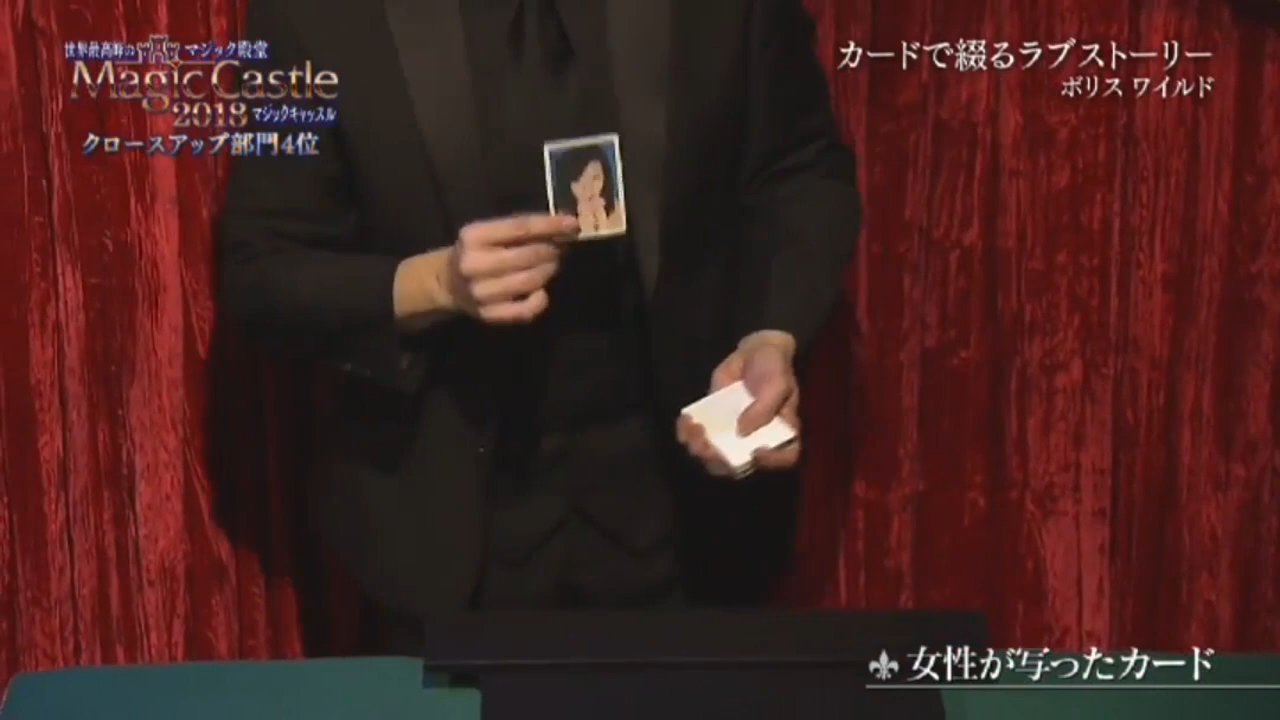 世界最高峰のマジック殿堂
Magic Castle
2018 マジックキャッスル
クロースアップ部門4位
カードで綴るラブストーリー
ボリス ワイルド
女性が写ったカード